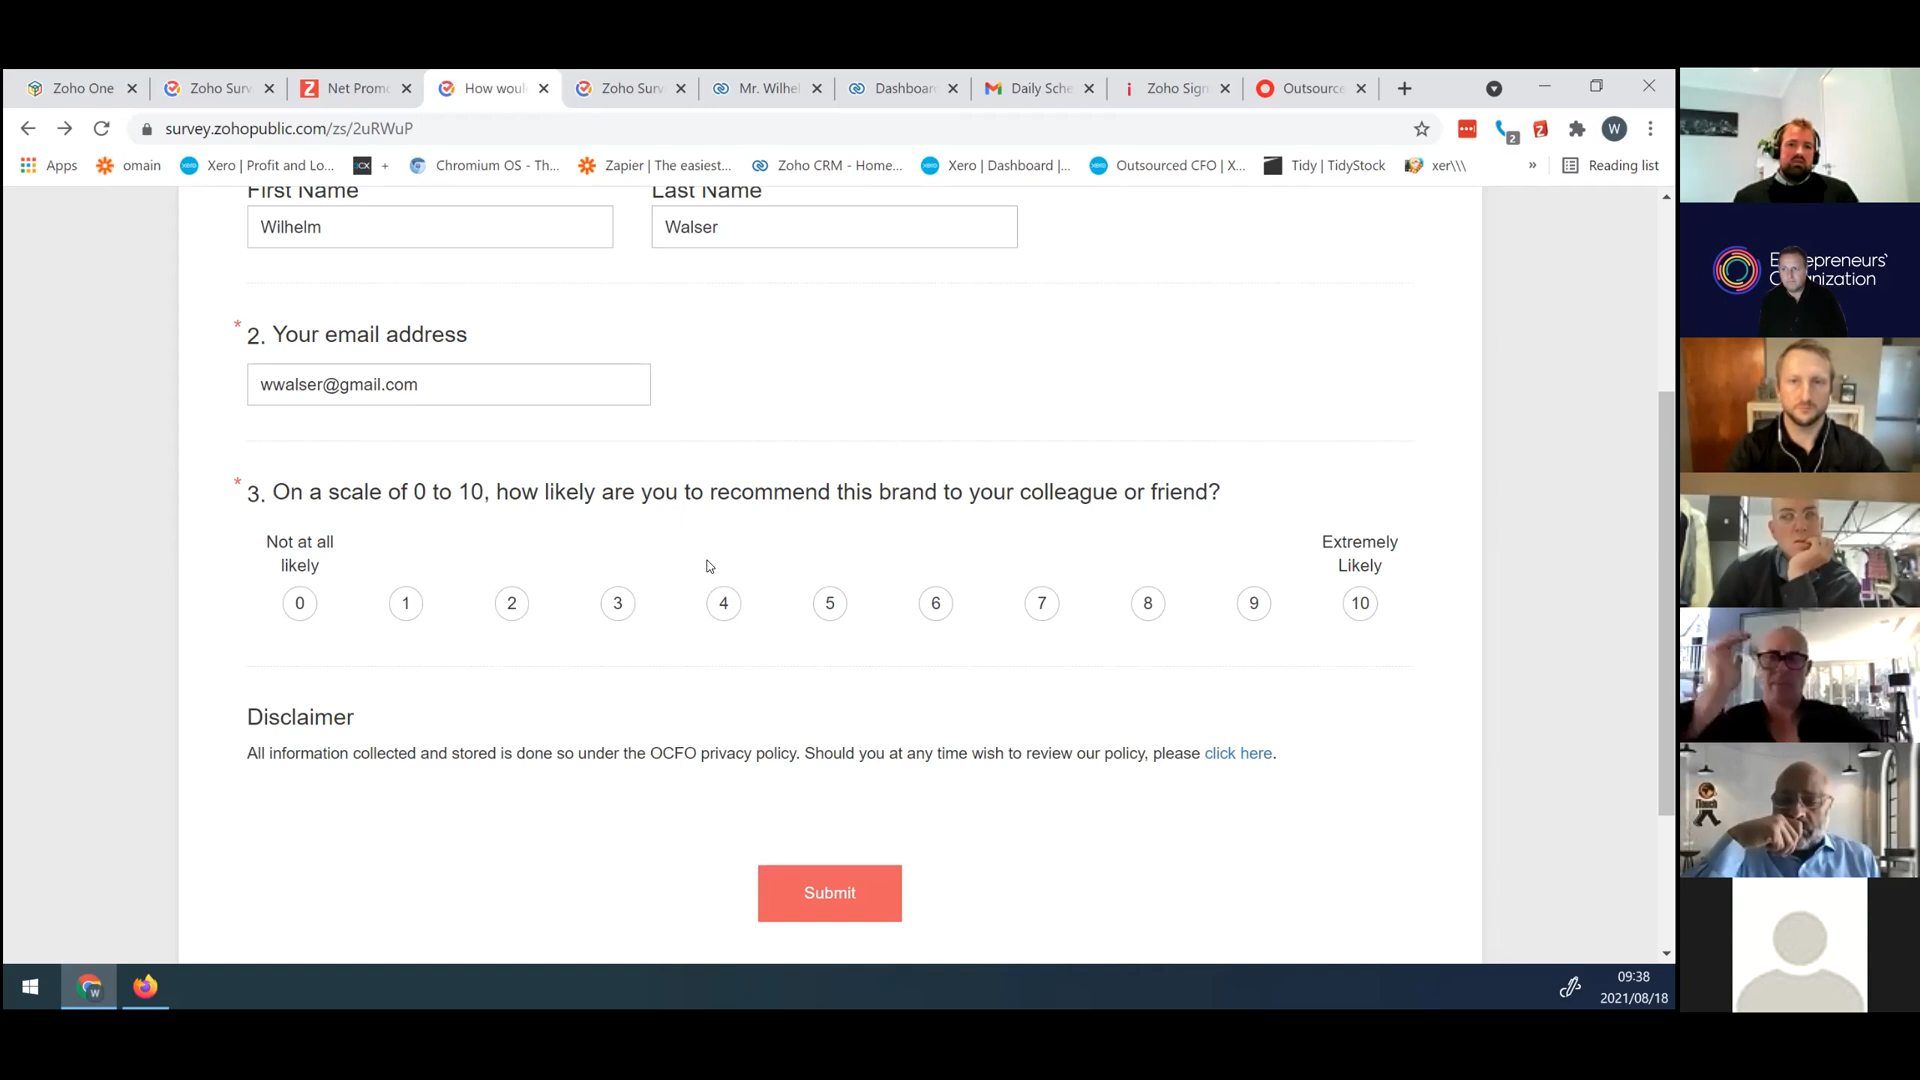 Zoho One
Zoho Surv
Net Promo
How woul
Zoho Surv
Mr. Wilhel
Dashboar
Daily Sche
Zoho Sign
Outsource
survey.zohopublic.com/zs/2uRWuP
2
W
Apps
omain
Xero | Profit and Lo...
3CX
+
Chromium OS - Th...
Zapier | The easiest...
Zoho CRM - Home...
Xero | Dashboard |...
Outsourced CFO | X...
Tidy | TidyStock
xer\\\
»
Reading list
First Name
Last Name
Wilhelm
Walser
* 2. Your email address
wwalser@gmail.com
* 3. On a scale of 0 to 10, how likely are you to recommend this brand to your colleague or friend?
Not at all
likely
Extremely
Likely
0 1 2 3 4 5 6 7 8 9 10
Disclaimer
All information collected and stored is done so under the OCFO privacy policy. Should you at any time wish to review our policy, please click here.
Submit
W
09:38
2021/08/18
preneurs'
nization
iTouch